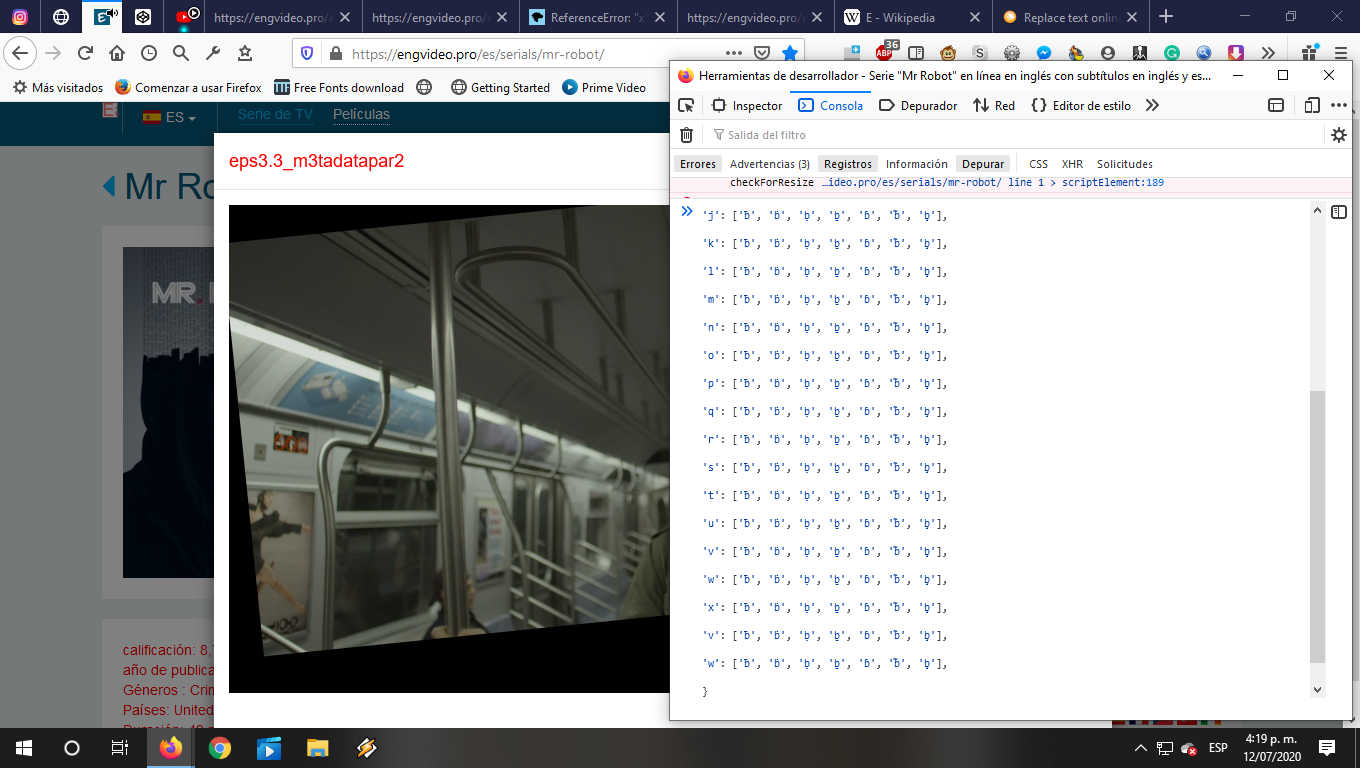 https://engvideo.pro/e
https://engvideo.pro/e
ReferenceError: "x
https://engvideo.pro/e
E - Wikipedia
Replace text onlin
https://engvideo.pro/es/serials/mr-robot/
36
Más visitados
Comenzar a usar Firefox
Free Fonts download
Getting Started
Prime Video
ES
Serie de TV
Películas
Mr Ro
eps3.3_m3tadatapar2
MR.
calificación: 8,
año de publica
Géneros : Crim
Países: United
Herramientas de desarrollador - Serie "Mr Robot" en línea en inglés con subtítulos en inglés y es...
Inspector
Consola
Depurador
Red
Editor de estilo
Salida del filtro
Errores
Advertencias (3)
Registros
Información
Depurar
CSS
XHR
Solicitudes
checkForResize …ideo.pro/es/serials/mr-robot/ line 1 > scriptElement:189
'j': ['ƀ', 'ɓ', 'ḅ', 'ḇ', 'ƃ', 'b̃', 'b̰'],
'k': ['ƀ', 'ɓ', 'ḅ', 'ḇ', 'ƃ', 'b̃', 'b̰'],
'l': ['ƀ', 'ɓ', 'ḅ', 'ḇ', 'ƃ', 'b̃', 'b̰'],
'm': ['ƀ', 'ɓ', 'ḅ', 'ḇ', 'ƃ', 'b̃', 'b̰'],
'n': ['ƀ', 'ɓ', 'ḅ', 'ḇ', 'ƃ', 'b̃', 'b̰'],
'o': ['ƀ', 'ɓ', 'ḅ', 'ḇ', 'ƃ', 'b̃', 'b̰'],
'p': ['ƀ', 'ɓ', 'ḅ', 'ḇ', 'ƃ', 'b̃', 'b̰'],
'q': ['ƀ', 'ɓ', 'ḅ', 'ḇ', 'ƃ', 'b̃', 'b̰'],
'r': ['ƀ', 'ɓ', 'ḅ', 'ḇ', 'ƃ', 'b̃', 'b̰'],
's': ['ƀ', 'ɓ', 'ḅ', 'ḇ', 'ƃ', 'b̃', 'b̰'],
't': ['ƀ', 'ɓ', 'ḅ', 'ḇ', 'ƃ', 'b̃', 'b̰'],
'u': ['ƀ', 'ɓ', 'ḅ', 'ḇ', 'ƃ', 'b̃', 'b̰'],
'v': ['ƀ', 'ɓ', 'ḅ', 'ḇ', 'ƃ', 'b̃', 'b̰'],
'w': ['ƀ', 'ɓ', 'ḅ', 'ḇ', 'ƃ', 'b̃', 'b̰'],
'x': ['ƀ', 'ɓ', 'ḅ', 'ḇ', 'ƃ', 'b̃', 'b̰'],
'v': ['ƀ', 'ɓ', 'ḅ', 'ḇ', 'ƃ', 'b̃', 'b̰'],
'w': ['ƀ', 'ɓ', 'ḅ', 'ḇ', 'ƃ', 'b̃', 'b̰'],
}
ESP
4:19 p. m.
12/07/2020